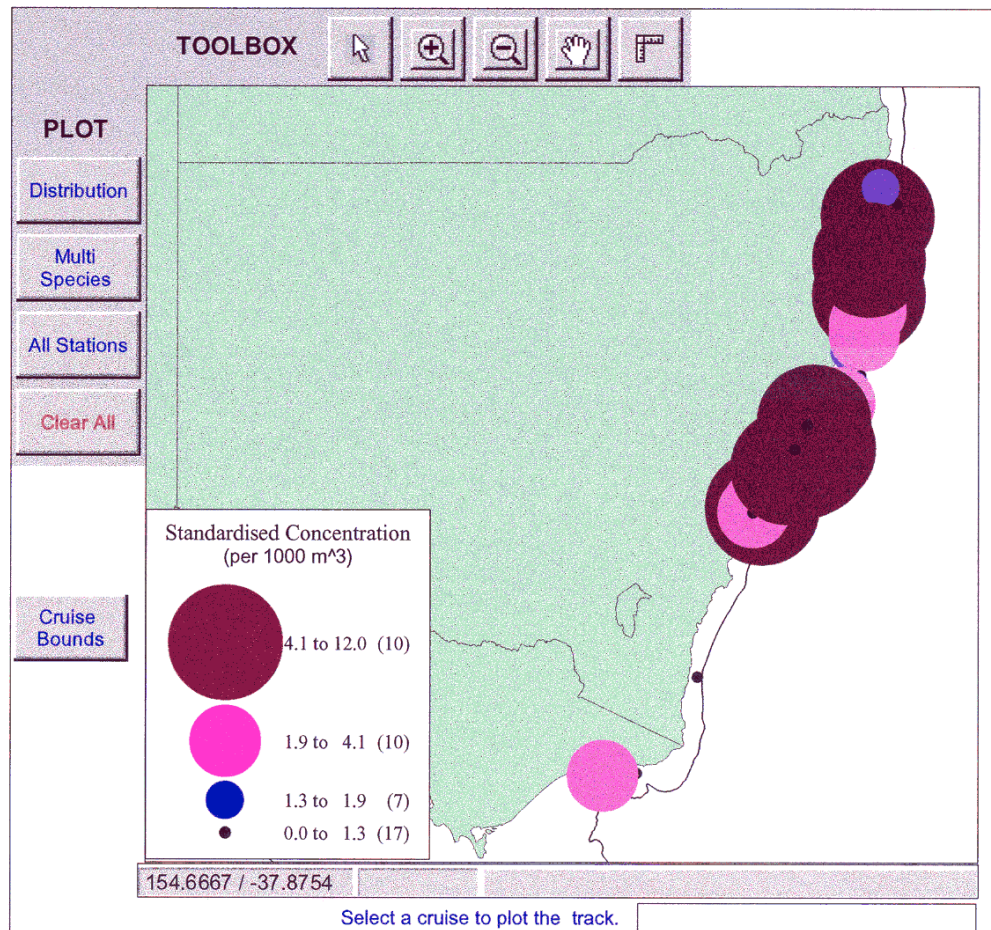 TOOLBOX
PLOT
Distribution
Multi
Species
All Stations
Clear All
Cruise
Bounds
Standardised Concentration
(per 1000 m^3)
4.1 to 12.0 (10)
1.9 to 4.1 (10)
1.3 to 1.9 (7)
0.0 to 1.3 (17)
154.6667 / -37.8754
Select a cruise to plot the track.